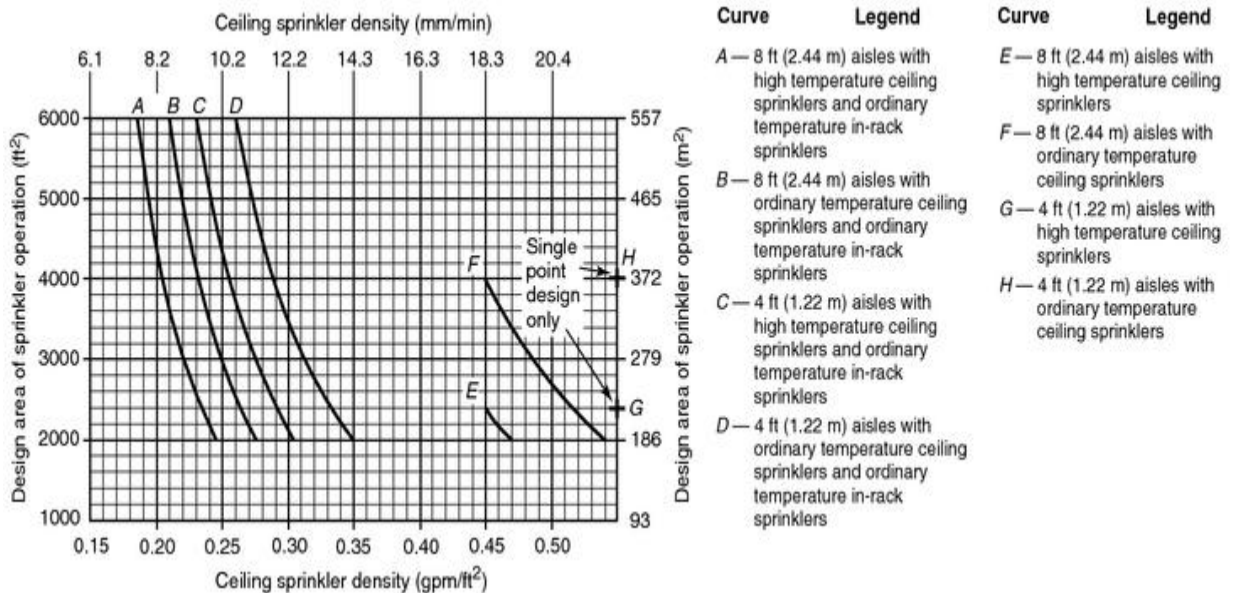 Ceiling sprinkler density (mm/min)
6.1 8.2 10.2 12.2 14.3 16.3 18.3 20.4
A B C D
6000
5000
4000
3000
2000
1000
Design area of sprinkler operation (ft²)
F
E
Single
point
design
only
H
G
557
465
372
279
186
93
Design area of sprinkler operation (m²)
0.15 0.20 0.25 0.30 0.35 0.40 0.45 0.50
Ceiling sprinkler density (gpm/ft²)
Curve Legend
A — 8 ft (2.44 m) aisles with
high temperature ceiling
sprinklers and ordinary
temperature in-rack
sprinklers
B — 8 ft (2.44 m) aisles with
ordinary temperature ceiling
sprinklers and ordinary
temperature in-rack
sprinklers
C — 4 ft (1.22 m) aisles with
high temperature ceiling
sprinklers and ordinary
temperature in-rack
sprinklers
D — 4 ft (1.22 m) aisles with
ordinary temperature ceiling
sprinklers and ordinary
temperature in-rack
sprinklers
Curve Legend
E — 8 ft (2.44 m) aisles with
high temperature ceiling
sprinklers
F — 8 ft (2.44 m) aisles with
ordinary temperature
ceiling sprinklers
G — 4 ft (1.22 m) aisles with
high temperature ceiling
sprinklers
H — 4 ft (1.22 m) aisles with
ordinary temperature
ceiling sprinklers